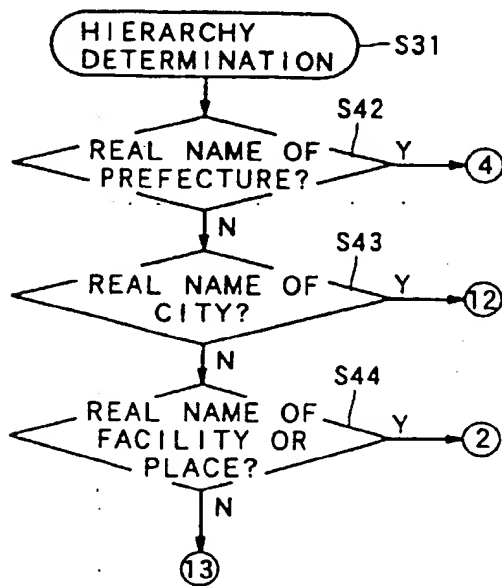 HIERARCHY
DETERMINATION
S31
S42
REAL NAME OF
PREFECTURE?
Y
4
N
S43
REAL NAME OF
CITY?
Y
12
N
S44
REAL NAME OF
FACILITY OR
PLACE?
Y
2
N
13